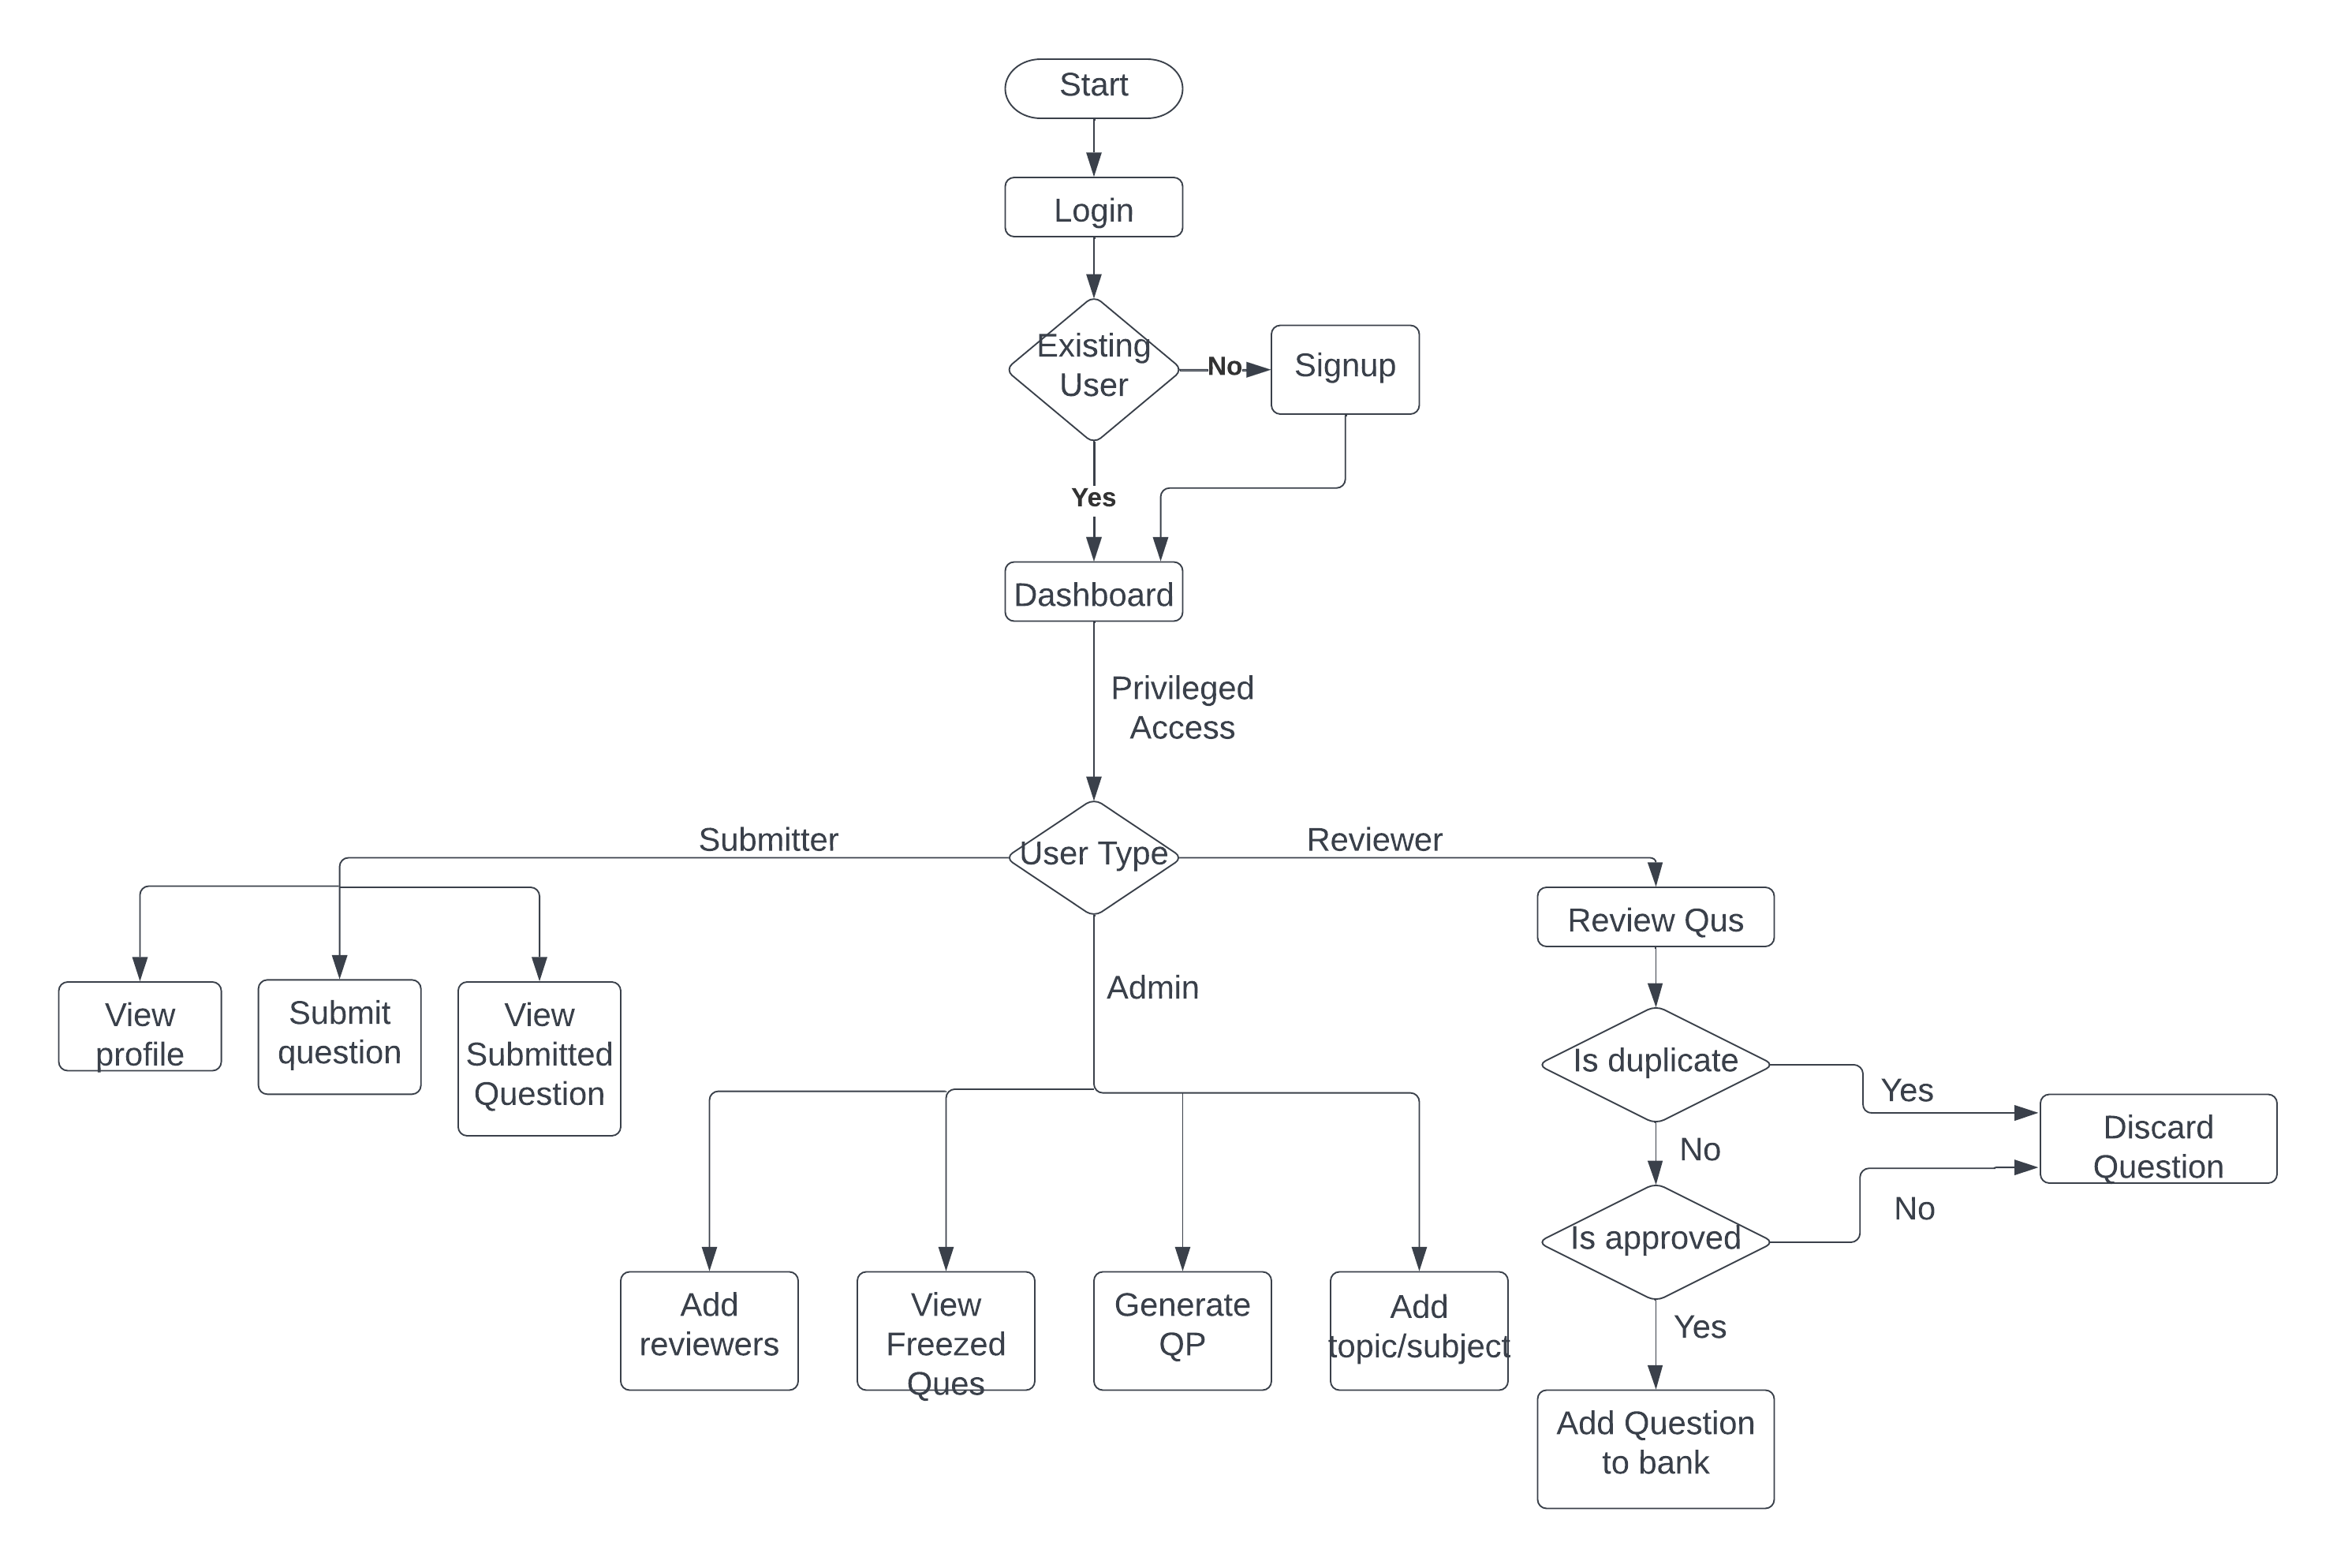 Start
Login
Existing
User
No
Signup
Yes
Dashboard
Privileged
Access
Submitter
User Type
Reviewer
Review Qus
View
profile
Submit
question
View
Submitted
Question
Admin
Is duplicate
Yes
Discard
Question
No
Is approved
No
Add
reviewers
View
Freezed
Ques
Generate
QP
Add
topic/subject
Yes
Add Question
to bank